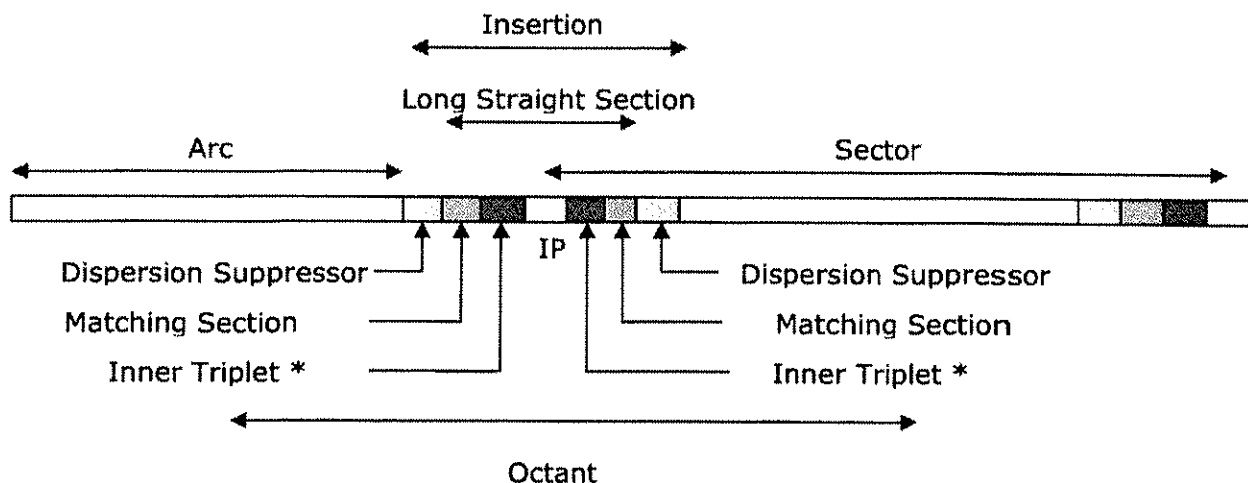 Insertion
Long Straight Section
Arc
Sector
IP
Dispersion Suppressor
Dispersion Suppressor
Matching Section
Matching Section
Inner Triplet *
Inner Triplet *
Octant